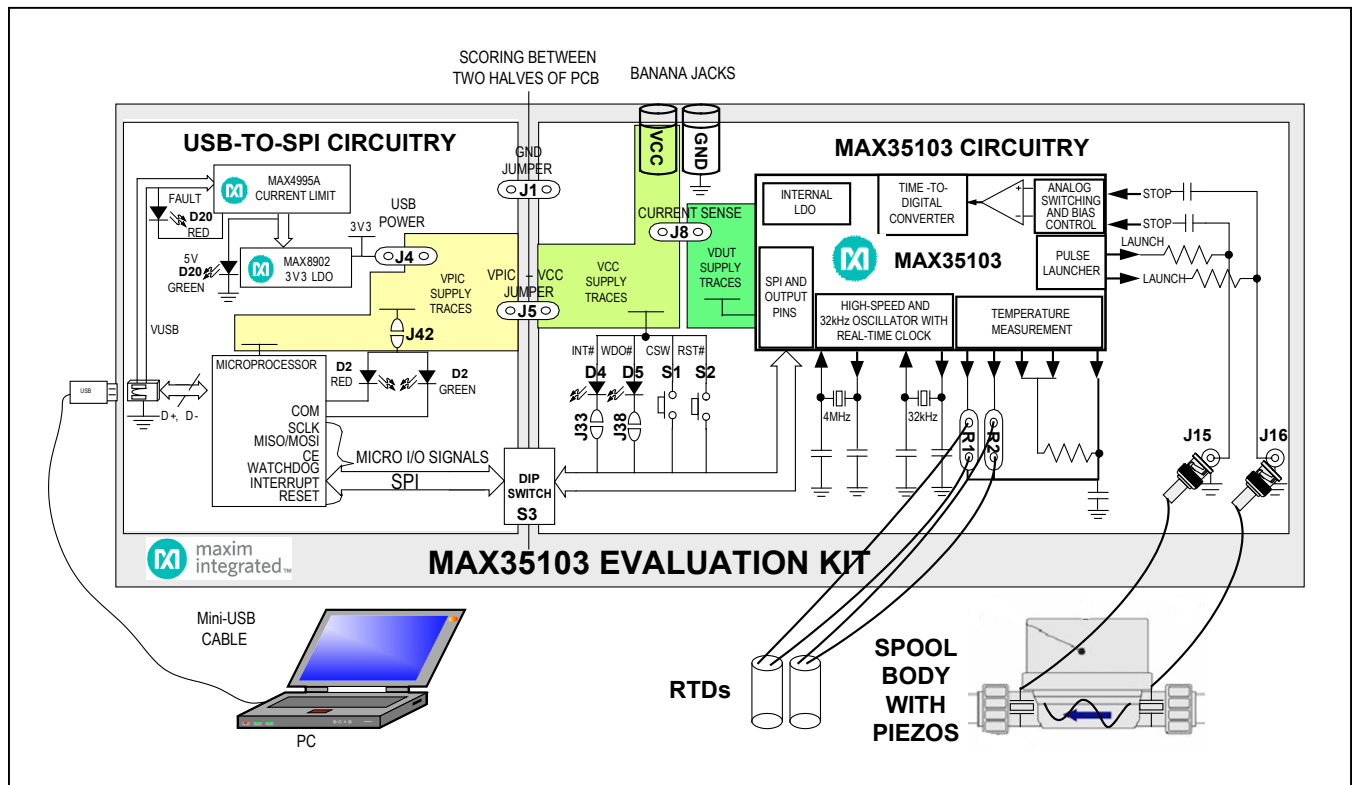 SCORING BETWEEN
TWO HALVES OF PCB
BANANA JACKS
VCC
GND
USB-TO-SPI CIRCUITRY
MAX4995A
CURRENT LIMIT
FAULT
D20
RED
5V
D20
GREEN
MAX8902
3V3 LDO
3V3
USB
POWER
J4
VUSB
VPIC
SUPPLY
TRACES
J42
MICROPROCESSOR
D2
RED
D2
GREEN
USB
D+, D-
COM
SCLK
MISO/MOSI
CE
WATCHDOG
INTERRUPT
RESET
MICRO I/O SIGNALS
SPI
GND
JUMPER
J1
VPIC - VCC
JUMPER
J5
DIP
SWITCH
S3
MAX35103 CIRCUITRY
CURRENT SENSE
J8
VCC
SUPPLY
TRACES
VDUT
SUPPLY
TRACES
INT#
WDO#
CSW
RST#
D4
D5
S1
S2
J33
J38
INTERNAL
LDO
TIME -TO-
DIGITAL
CONVERTER
ANALOG
SWITCHING
AND BIAS
CONTROL
MAX35103
PULSE
LAUNCHER
SPI AND
OUTPUT
PINS
HIGH-SPEED AND
32kHz OSCILLATOR WITH
REAL-TIME CLOCK
TEMPERATURE
MEASUREMENT
STOP
STOP
LAUNCH
LAUNCH
4MHz
32kHz
R1
R2
J15
J16
maxim
integrated™
MAX35103 EVALUATION KIT
Mini-USB
CABLE
PC
RTDs
SPOOL
BODY
WITH
PIEZOS